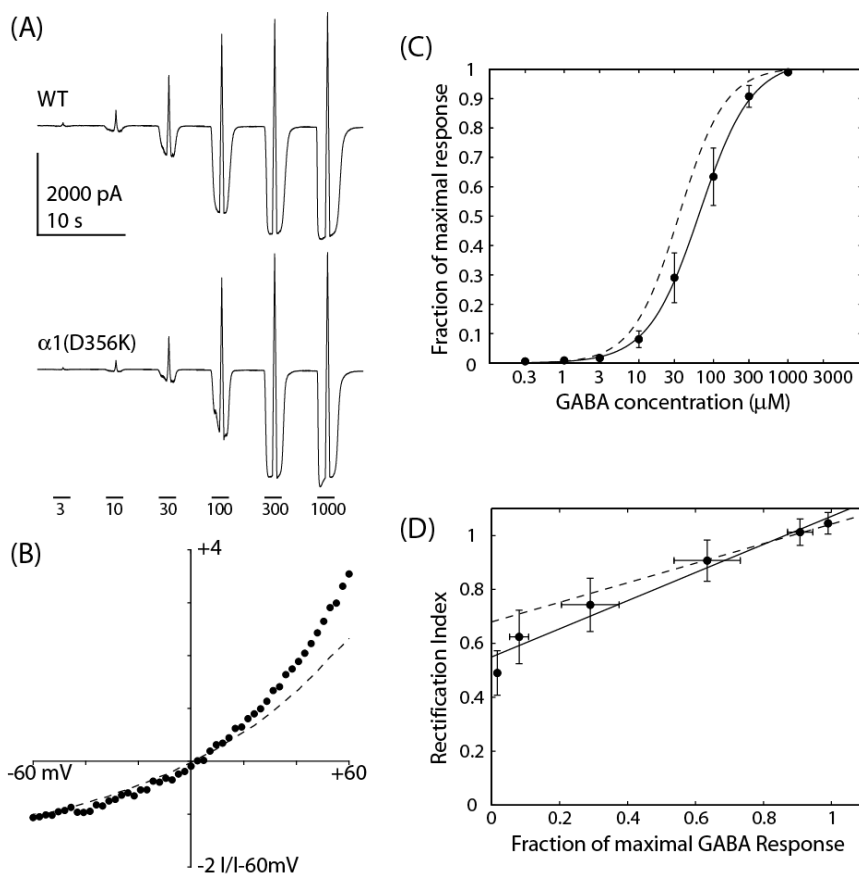 (A)
WT
2000 pA
10 s
α1(D356K)
3 10 30 100 300 1000
(B)
+4
-60 mV
+60
-2 I/I-60mV
(C)
Fraction of maximal response
1
0.9
0.8
0.7
0.6
0.5
0.4
0.3
0.2
0.1
0
0.3 1 3 10 30 100 300 1000 3000
GABA concentration (μM)
(D)
Rectification Index
1
0.8
0.6
0.4
0.2
0
0 0.2 0.4 0.6 0.8 1
Fraction of maximal GABA Response